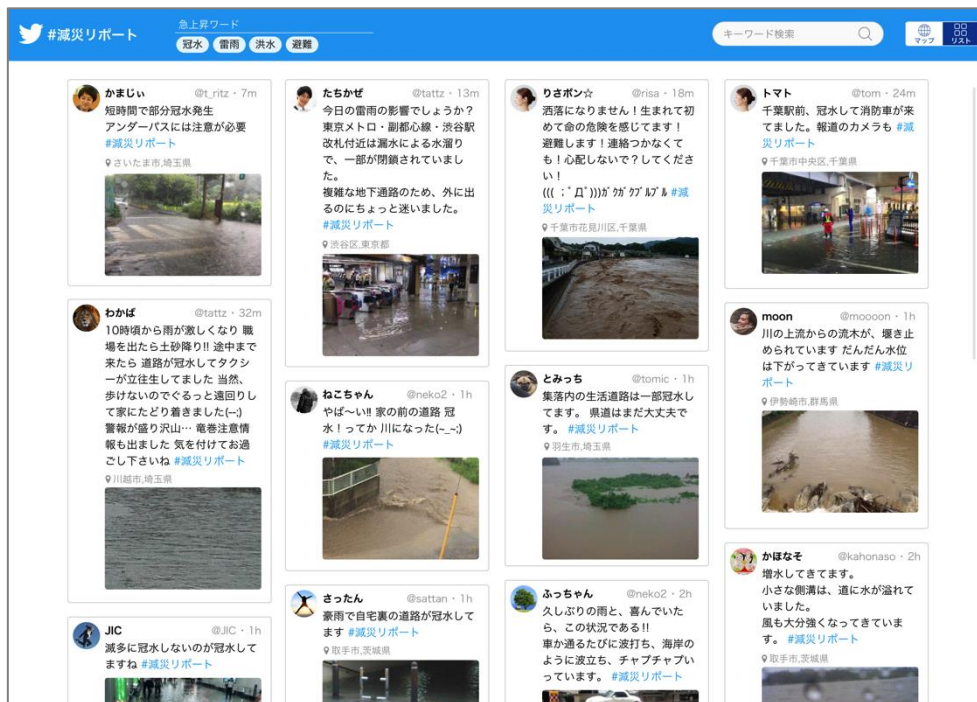 #減災リポート
急上昇ワード
冠水 雷雨 洪水 避難
キーワード検索
マップ
リスト
かまじぃ @t_ritz・7m
短時間で部分冠水発生
アンダーパスには注意が必要
#減災リポート
さいたま市,埼玉県
わかば @tattz・32m
10時頃から雨が激しくなり 職
場を出たら土砂降り!! 途中まで
来たら 道路が冠水してタクシ
ーが立往生してました 当然、
歩けないのでぐるっと遠回りし
て家にたどり着きました(--;)
警報が盛り沢山… 竜巻注意情
報も出ました 気を付けてお過
ごし下さいね #減災リポート
川越市,埼玉県
JIC @JIC・1h
滅多に冠水しないのが冠水して
ますね #減災リポート
たちかぜ @tattz・13m
今日の雷雨の影響でしょうか？
東京メトロ・副都心線・渋谷駅
改札付近は漏水による水溜り
で、一部が閉鎖されていまし
た。
複雑な地下通路のため、外に出
るのにちょっと迷いました。
#減災リポート
渋谷区,東京都
ねこちゃん @neko2・1h
やば〜い!! 家の前の道路 冠
水！ってか 川になった(~_~;)
#減災リポート
さったん @sattan・1h
豪雨で自宅裏の道路が冠水して
ます #減災リポート
取手市,茨城県
りさポン☆ @risa・18m
洒落になりません！生まれて初
めて命の危険を感じてます！
避難します！連絡つかなくて
も！心配しないで？してくださ
い！
(((；ﾟДﾟ)))ｶﾞｸｶﾞｸﾌﾞﾙﾌﾞﾙ #減
災リポート
千葉市花見川区,千葉県
とみっち @tomic・1h
集落内の生活道路は一部冠水し
てます。 県道はまだ大丈夫で
す。 #減災リポート
羽生市,埼玉県
ふっちゃん @neko2・2h
久しぶりの雨と、喜んでいた
ら、この状況である!!
車か通るたびに波打ち、海岸の
ように波立ち、チャプチャプい
っています。 #減災リポート
トマト @tom・24m
千葉駅前、冠水して消防車が来
てました。報道のカメラも #減
災リポート
千葉市中央区,千葉県
moon @moooon・1h
川の上流からの流木が、堰き止
められています だんだん水位
は下がってきています #減災リ
ポート
伊勢崎市,群馬県
かほなそ @kahonaso・2h
増水してきてます。
小さな側溝は、道に水が溢れて
いました。
風も大分強くなってきていま
す。 #減災リポート
取手市,茨城県